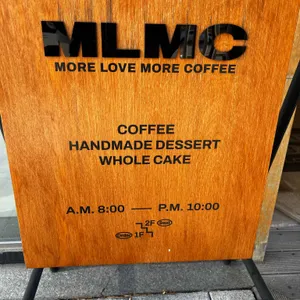 MLMC
MORE LOVE MORE COFFEE
COFFEE
HANDMADE DESSERT
WHOLE CAKE
A.M. 8:00 — P.M. 10:00
2F
1F